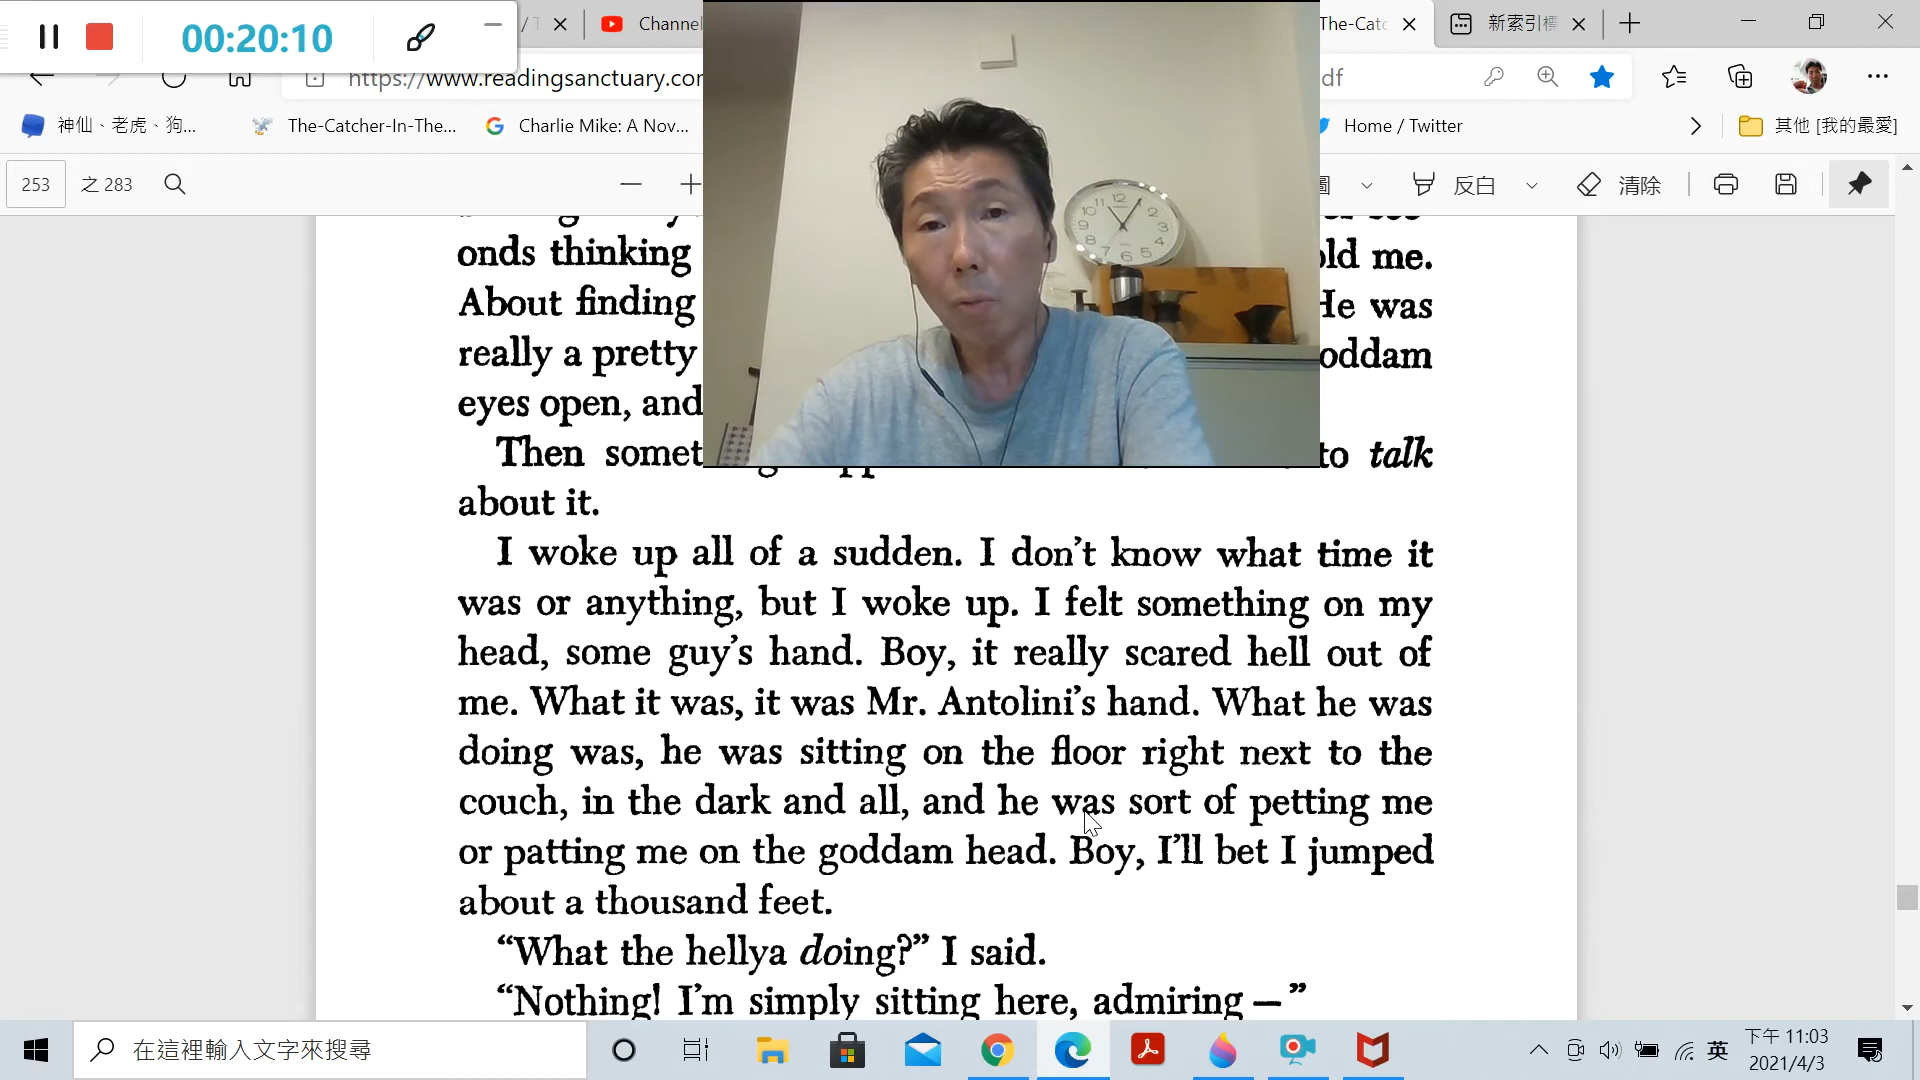 00:20:10
Channel
The-Catc
新索引標
https://www.readingsanctuary.com
df
神仙、老虎、狗...
The-Catcher-In-The...
Charlie Mike: A Nov...
Home / Twitter
其他 [我的最愛]
253 之 283
反白
清除
onds thinking
old me.
About finding
He was
really a pretty
goddam
eyes open, and
Then somet
to talk
about it.
I woke up all of a sudden. I don't know what time it
was or anything, but I woke up. I felt something on my
head, some guy's hand. Boy, it really scared hell out of
me. What it was, it was Mr. Antolini's hand. What he was
doing was, he was sitting on the floor right next to the
couch, in the dark and all, and he was sort of petting me
or patting me on the goddam head. Boy, I'll bet I jumped
about a thousand feet.
“What the hellya doing?” I said.
“Nothing! I'm simply sitting here, admiring —”
在這裡輸入文字來搜尋
英
下午 11:03
2021/4/3